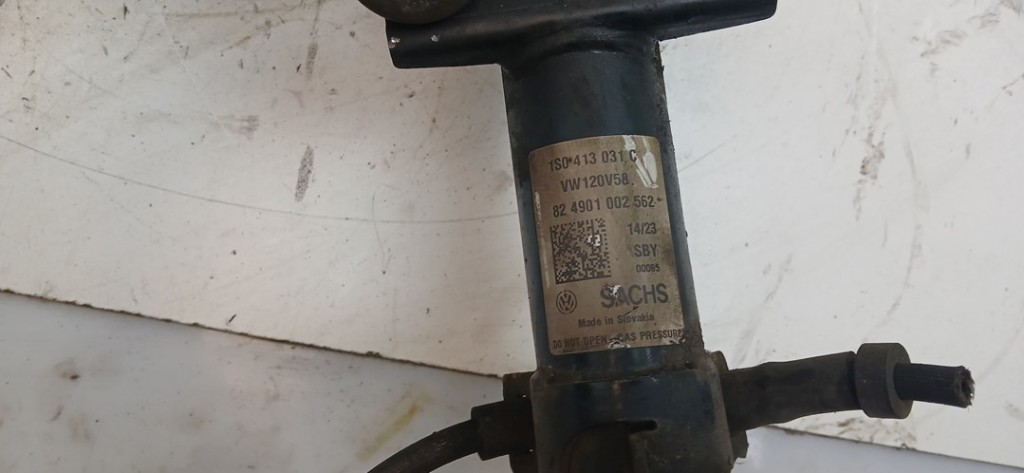 1S0 413 031 C
VW120V58
82 4901 002 562
14/23
SBY
00065
SACHS
Made in Slovakia
DO NOT OPEN. GAS PRESSURE